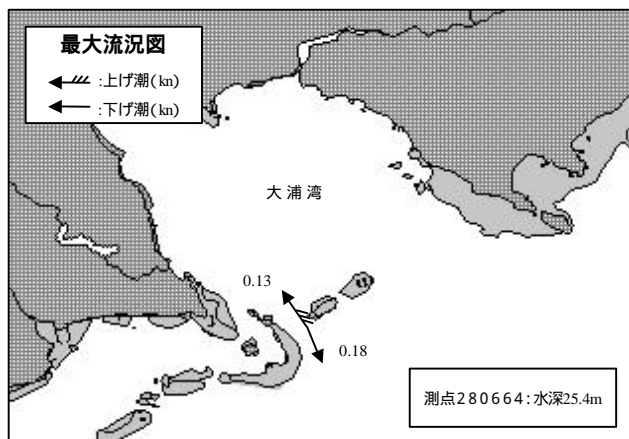 最大流況図
:上げ潮(kn)
:下げ潮(kn)
大浦湾
0.13
0.18
測点280664:水深25.4m